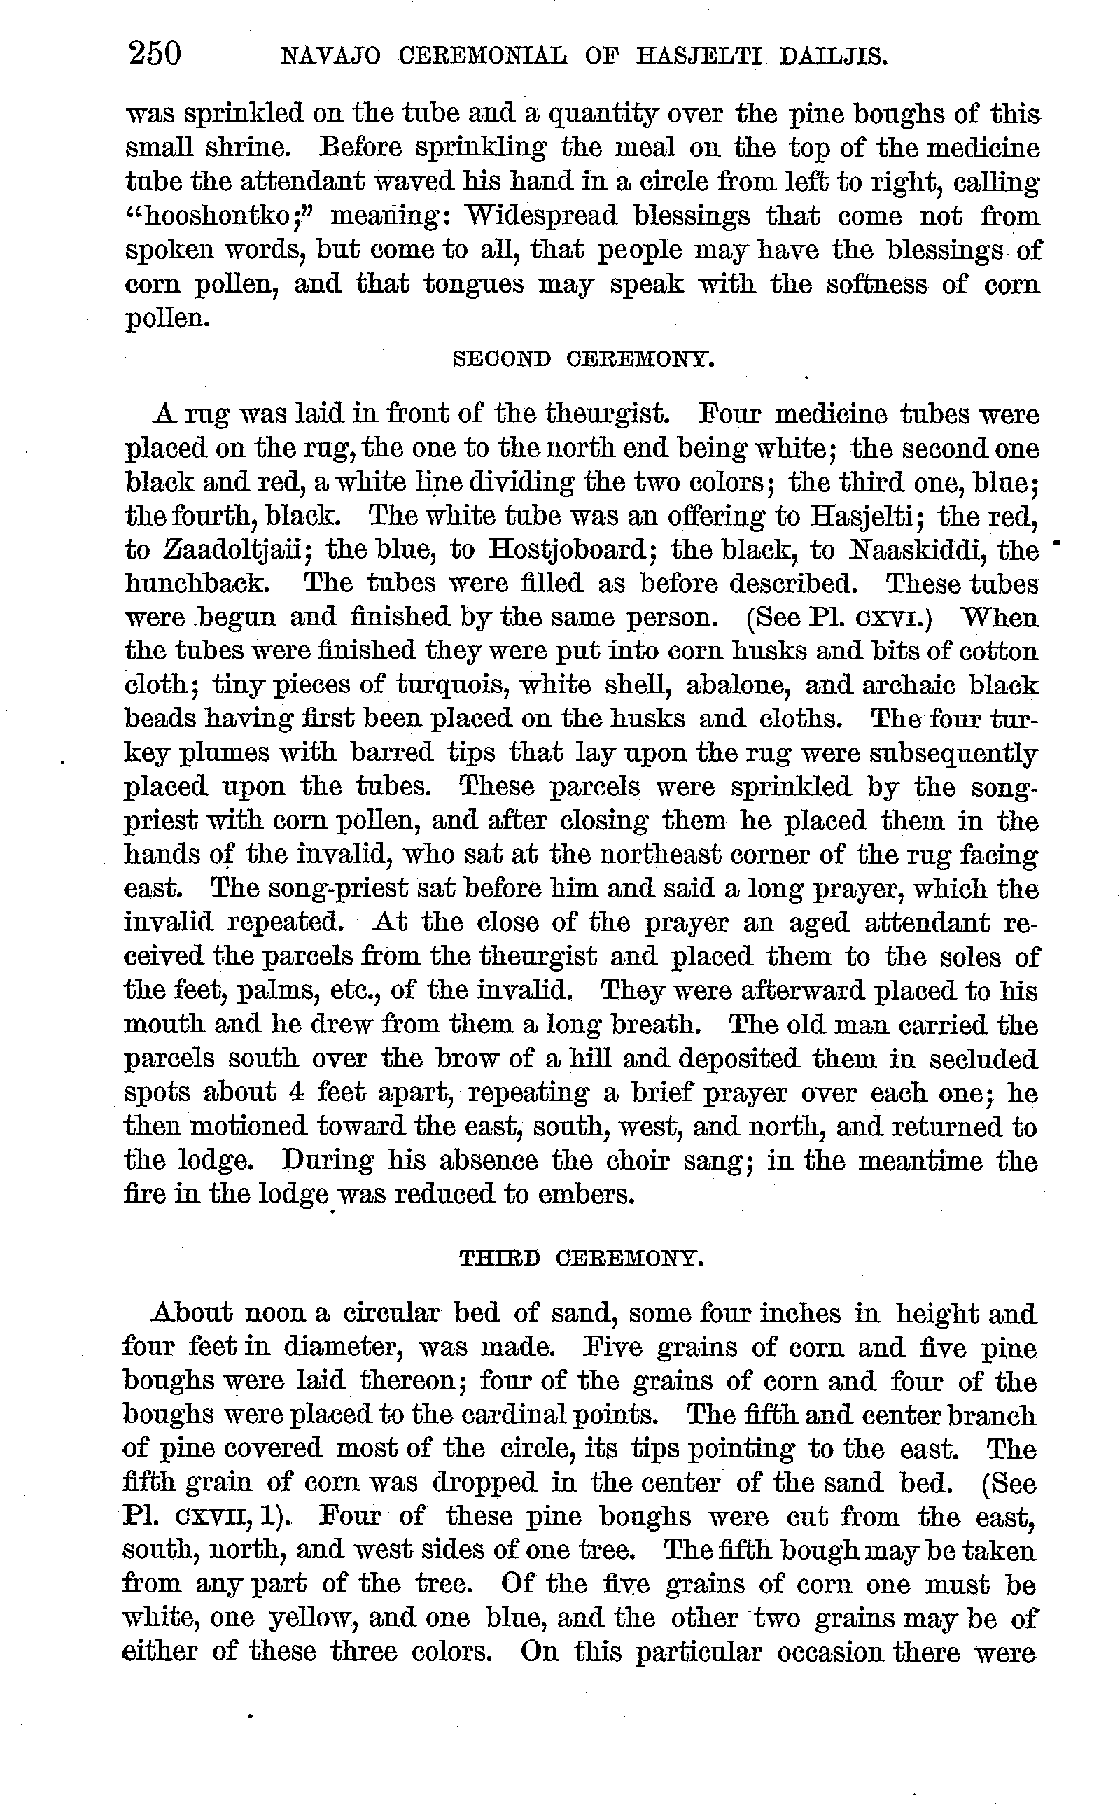 250 NAVAJO CEREMONIAL OF HASJELTI DAILJIS.
was sprinkled on the tube and a quantity over the pine boughs of this
small shrine. Before sprinkling the meal on the top of the medicine
tube the attendant waved his hand in a circle from left to right, calling
“hooshontko;” meaning: Widespread blessings that come not from
spoken words, but come to all, that people may have the blessings of
corn pollen, and that tongues may speak with the softness of corn
pollen.
SECOND CEREMONY.
A rug was laid in front of the theurgist. Four medicine tubes were
placed on the rug, the one to the north end being white; the second one
black and red, a white line dividing the two colors; the third one, blue;
the fourth, black. The white tube was an offering to Hasjelti; the red,
to Zaadoltjaii; the blue, to Hostjoboard; the black, to Naaskiddi, the
hunchback. The tubes were filled as before described. These tubes
were begun and finished by the same person. (See Pl. CXVI.) When
the tubes were finished they were put into corn husks and bits of cotton
cloth; tiny pieces of turquois, white shell, abalone, and archaic black
beads having first been placed on the husks and cloths. The four tur-
key plumes with barred tips that lay upon the rug were subsequently
placed upon the tubes. These parcels were sprinkled by the song-
priest with corn pollen, and after closing them he placed them in the
hands of the invalid, who sat at the northeast corner of the rug facing
east. The song-priest sat before him and said a long prayer, which the
invalid repeated. At the close of the prayer an aged attendant re-
ceived the parcels from the theurgist and placed them to the soles of
the feet, palms, etc., of the invalid. They were afterward placed to his
mouth and he drew from them a long breath. The old man carried the
parcels south over the brow of a hill and deposited them in secluded
spots about 4 feet apart, repeating a brief prayer over each one; he
then motioned toward the east, south, west, and north, and returned to
the lodge. During his absence the choir sang; in the meantime the
fire in the lodge was reduced to embers.
THIRD CEREMONY.
About noon a circular bed of sand, some four inches in height and
four feet in diameter, was made. Five grains of corn and five pine
boughs were laid thereon; four of the grains of corn and four of the
boughs were placed to the cardinal points. The fifth and center branch
of pine covered most of the circle, its tips pointing to the east. The
fifth grain of corn was dropped in the center of the sand bed. (See
Pl. CXVII, 1). Four of these pine boughs were cut from the east,
south, north, and west sides of one tree. The fifth bough may be taken
from any part of the tree. Of the five grains of corn one must be
white, one yellow, and one blue, and the other two grains may be of
either of these three colors. On this particular occasion there were